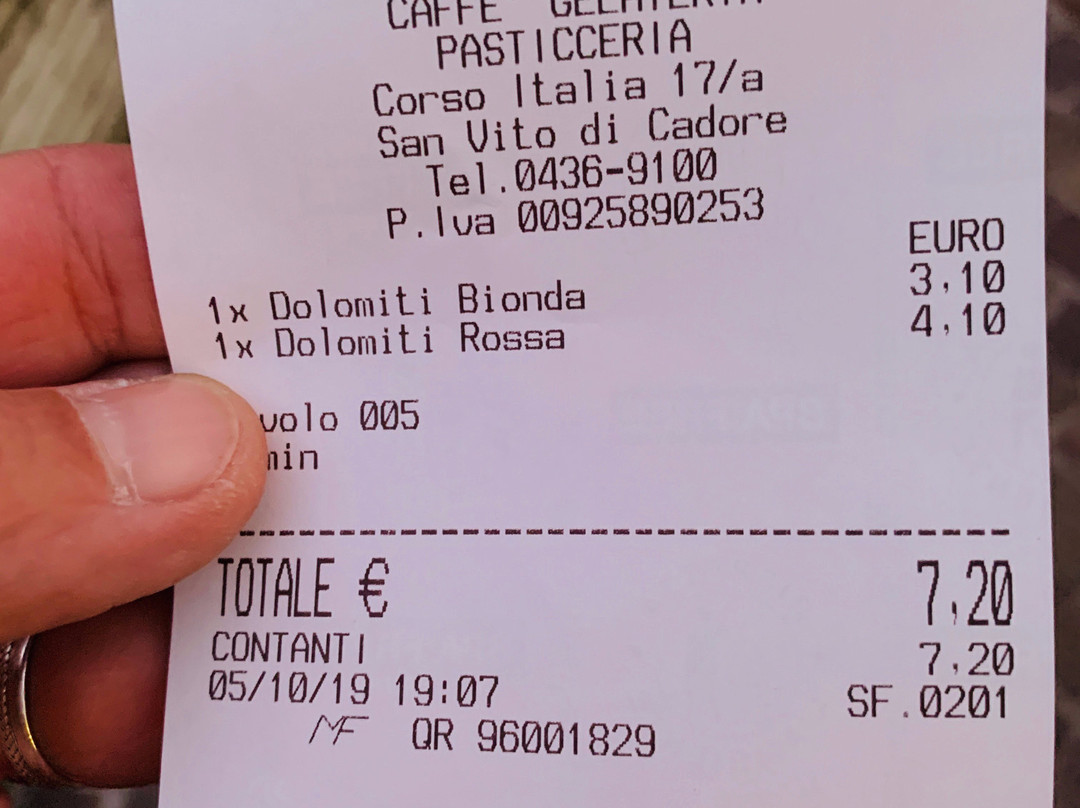 CAFFE GELATERIA
PASTICCERIA
Corso Italia 17/a
San Vito di Cadore
Tel.0436-9100
P.Iva 00925890253
EURO
1x Dolomiti Bionda 3,10
1x Dolomiti Rossa 4,10
volo 005
min
TOTALE € 7,20
CONTANTI 7,20
05/10/19 19:07 SF.0201
MF QR 96001829